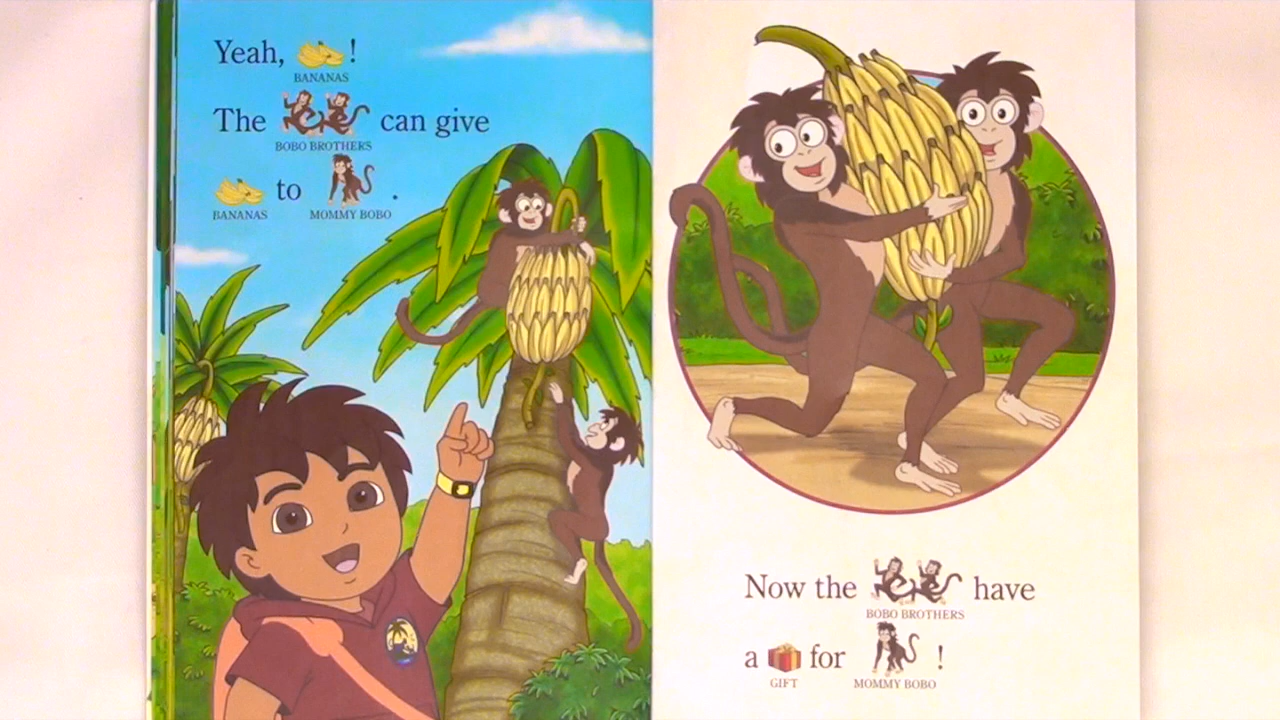 Yeah, !
BANANAS
The can give
BOBO BROTHERS
to .
BANANAS MOMMY BOBO
Now the have
BOBO BROTHERS
a for !
GIFT MOMMY BOBO